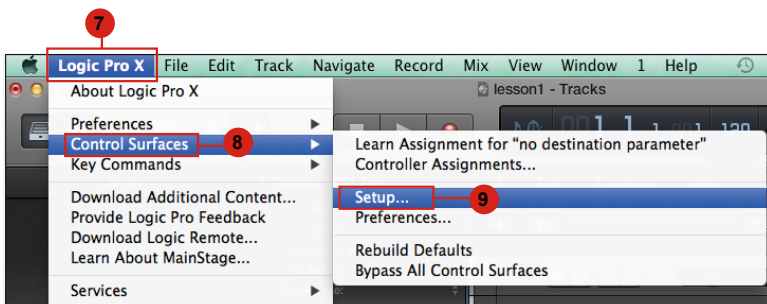 7
Logic Pro X File Edit Track Navigate Record Mix View Window 1 Help
About Logic Pro X
lesson1 - Tracks
Preferences
Control Surfaces 8
Key Commands
Learn Assignment for "no destination parameter"
Controller Assignments...
Download Additional Content...
Setup... 9
Provide Logic Pro Feedback
Preferences...
Download Logic Remote...
Learn About MainStage...
Rebuild Defaults
Bypass All Control Surfaces
Services